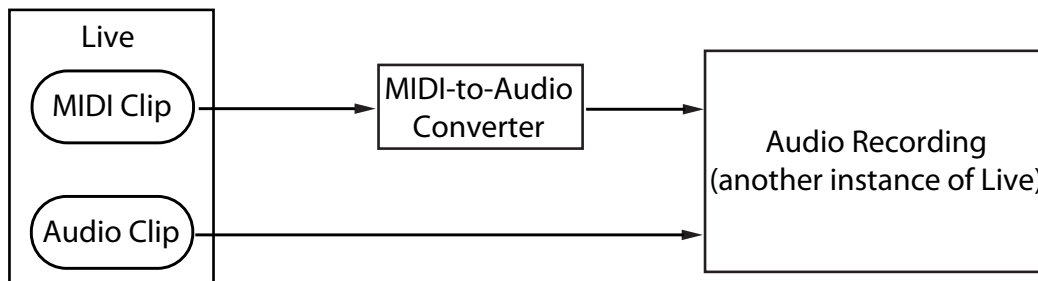 Live
MIDI Clip
MIDI-to-Audio
Converter
Audio Recording
(another instance of Live)
Audio Clip